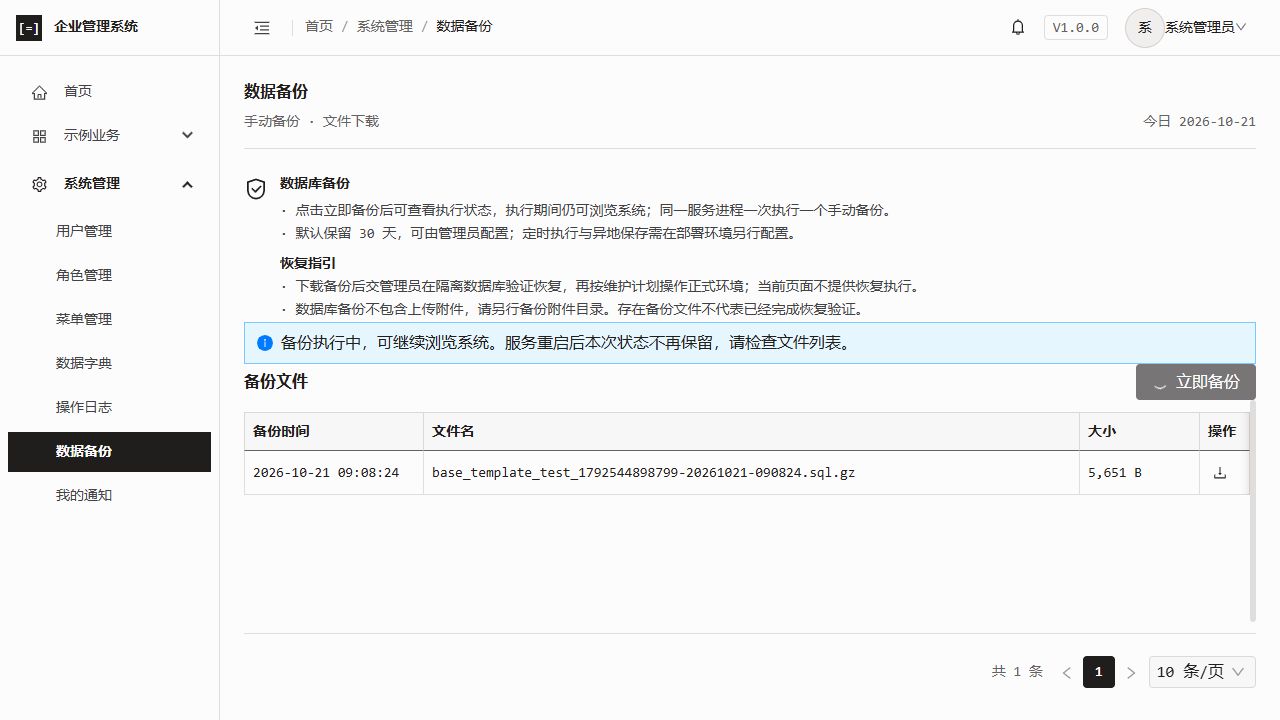 [=] 企业管理系统
首页 / 系统管理 / 数据备份
V1.0.0
系 系统管理员
首页
示例业务
系统管理
用户管理
角色管理
菜单管理
数据字典
操作日志
数据备份
我的通知
数据备份
手动备份 · 文件下载
今日 2026-10-21
数据库备份
· 点击立即备份后可查看执行状态，执行期间仍可浏览系统；同一服务进程一次执行一个手动备份。
· 默认保留 30 天，可由管理员配置；定时执行与异地保存需在部署环境另行配置。
恢复指引
· 下载备份后交管理员在隔离数据库验证恢复，再按维护计划操作正式环境；当前页面不提供恢复执行。
· 数据库备份不包含上传附件，请另行备份附件目录。存在备份文件不代表已经完成恢复验证。
备份执行中，可继续浏览系统。服务重启后本次状态不再保留，请检查文件列表。
备份文件
立即备份
备份时间 文件名 大小 操作
2026-10-21 09:08:24 base_template_test_1792544898799-20261021-090824.sql.gz 5,651 B
共 1 条 < 1 > 10 条/页